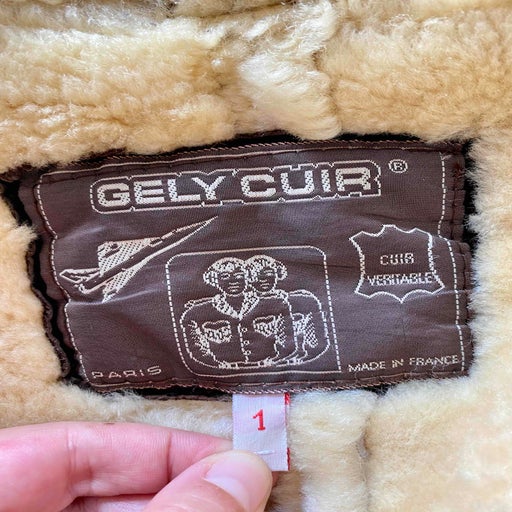 GELY CUIR ®
CUIR
VERITABLE
PARIS
MADE IN FRANCE
1